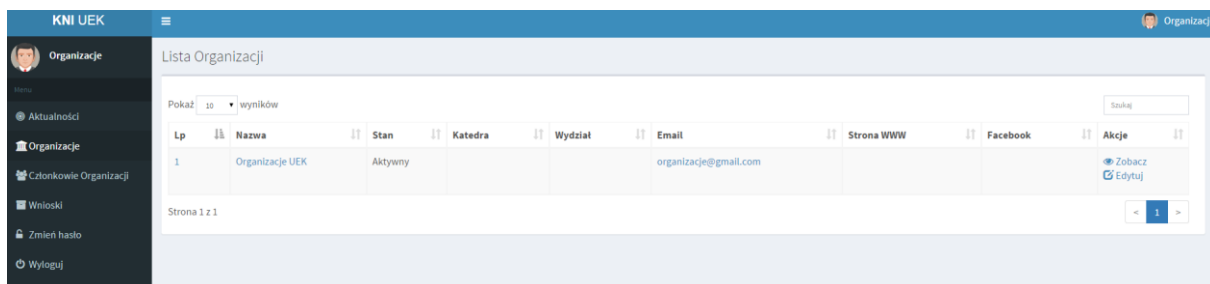 KNI UEK
Organizacj
Organizacje
Lista Organizacji
Menu
Aktualności
Organizacje
Członkowie Organizacji
Wnioski
Zmień hasło
Wyloguj
Pokaż 10 wyników
Szukaj
Lp Nazwa Stan Katedra Wydział Email Strona WWW Facebook Akcje
1 Organizacje UEK Aktywny organizacje@gmail.com Zobacz
Edytuj
Strona 1 z 1
< 1 >